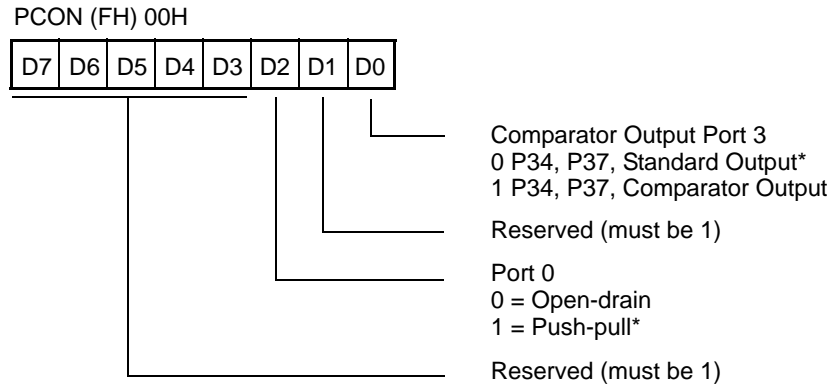 PCON (FH) 00H
D7 D6 D5 D4 D3 D2 D1 D0
Comparator Output Port 3
0 P34, P37, Standard Output*
1 P34, P37, Comparator Output
Reserved (must be 1)
Port 0
0 = Open-drain
1 = Push-pull*
Reserved (must be 1)